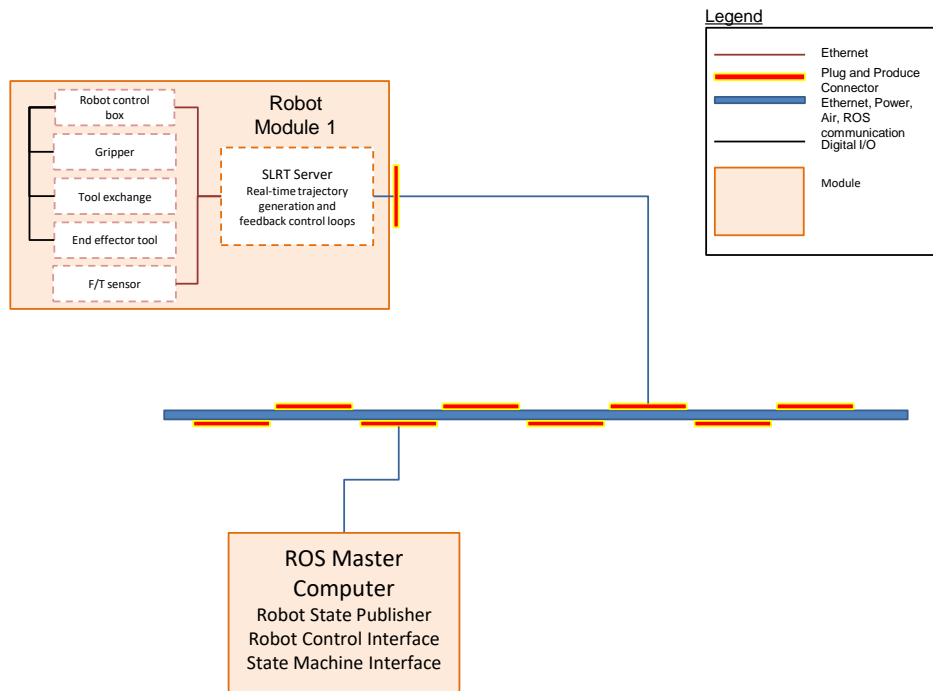 Legend
Ethernet
Plug and Produce
Connector
Ethernet, Power,
Air, ROS
communication
Digital I/O
Module
Robot
Module 1
Robot control
box
Gripper
Tool exchange
End effector tool
F/T sensor
SLRT Server
Real-time trajectory
generation and
feedback control loops
ROS Master
Computer
Robot State Publisher
Robot Control Interface
State Machine Interface